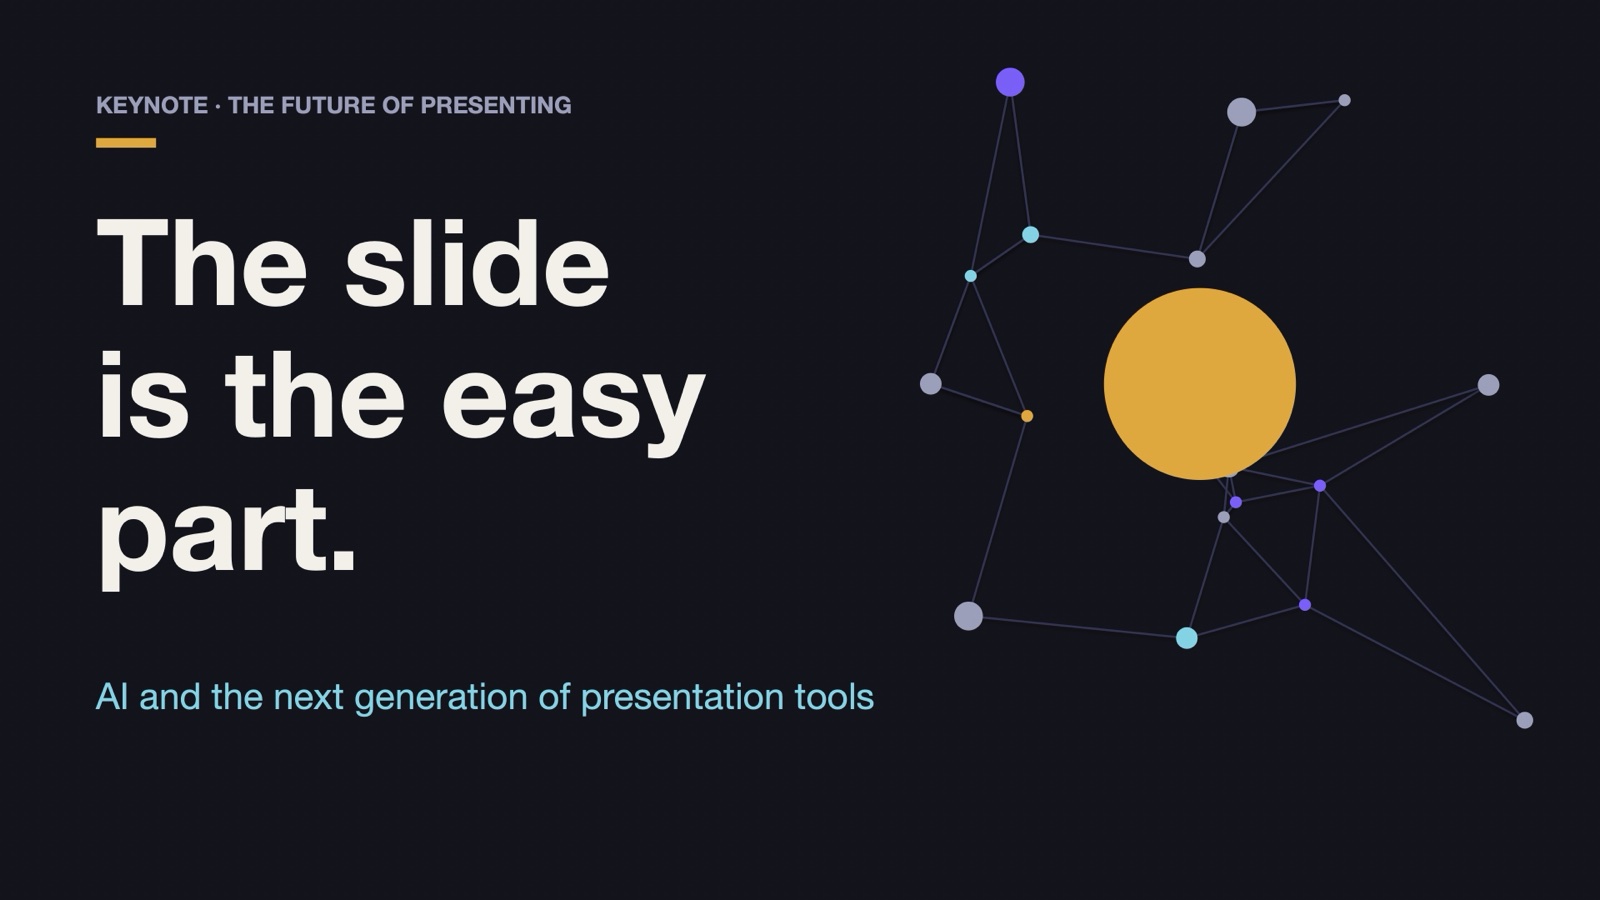 KEYNOTE · THE FUTURE OF PRESENTING
The slide
is the easy
part.
AI and the next generation of presentation tools